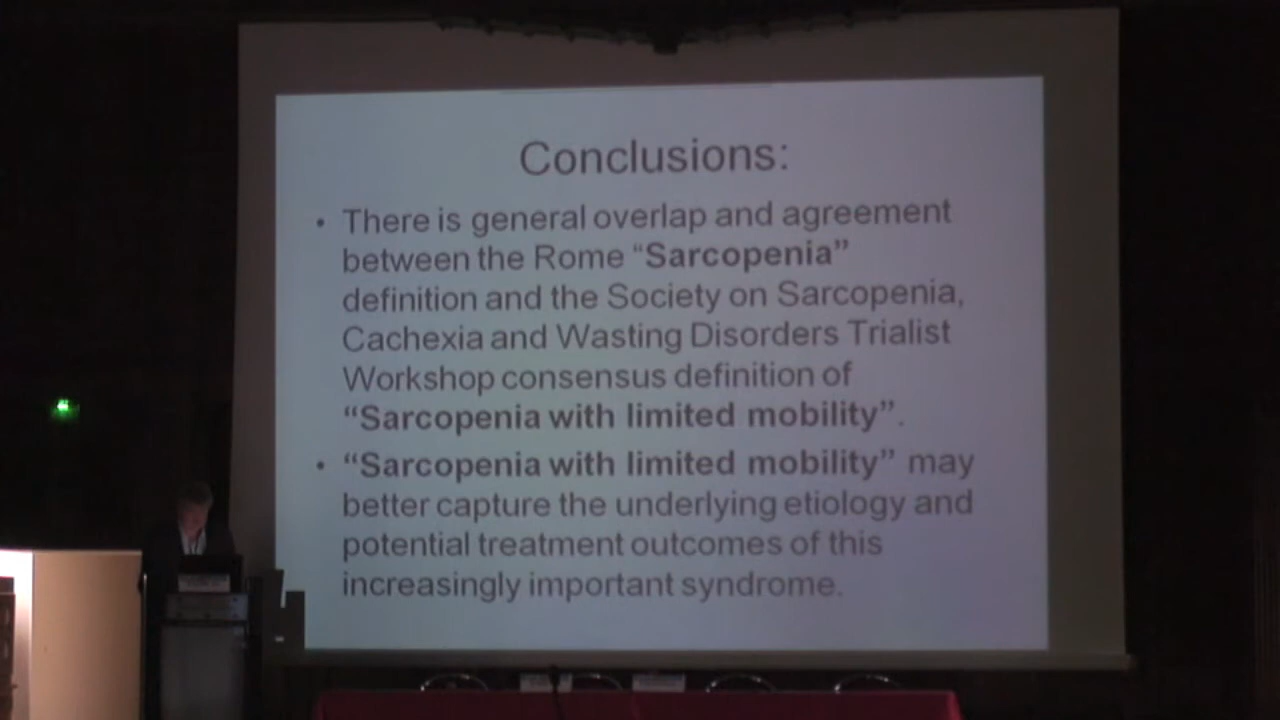 Conclusions:
• There is general overlap and agreement
between the Rome “Sarcopenia”
definition and the Society on Sarcopenia,
Cachexia and Wasting Disorders Trialist
Workshop consensus definition of
“Sarcopenia with limited mobility”.
• “Sarcopenia with limited mobility” may
better capture the underlying etiology and
potential treatment outcomes of this
increasingly important syndrome.